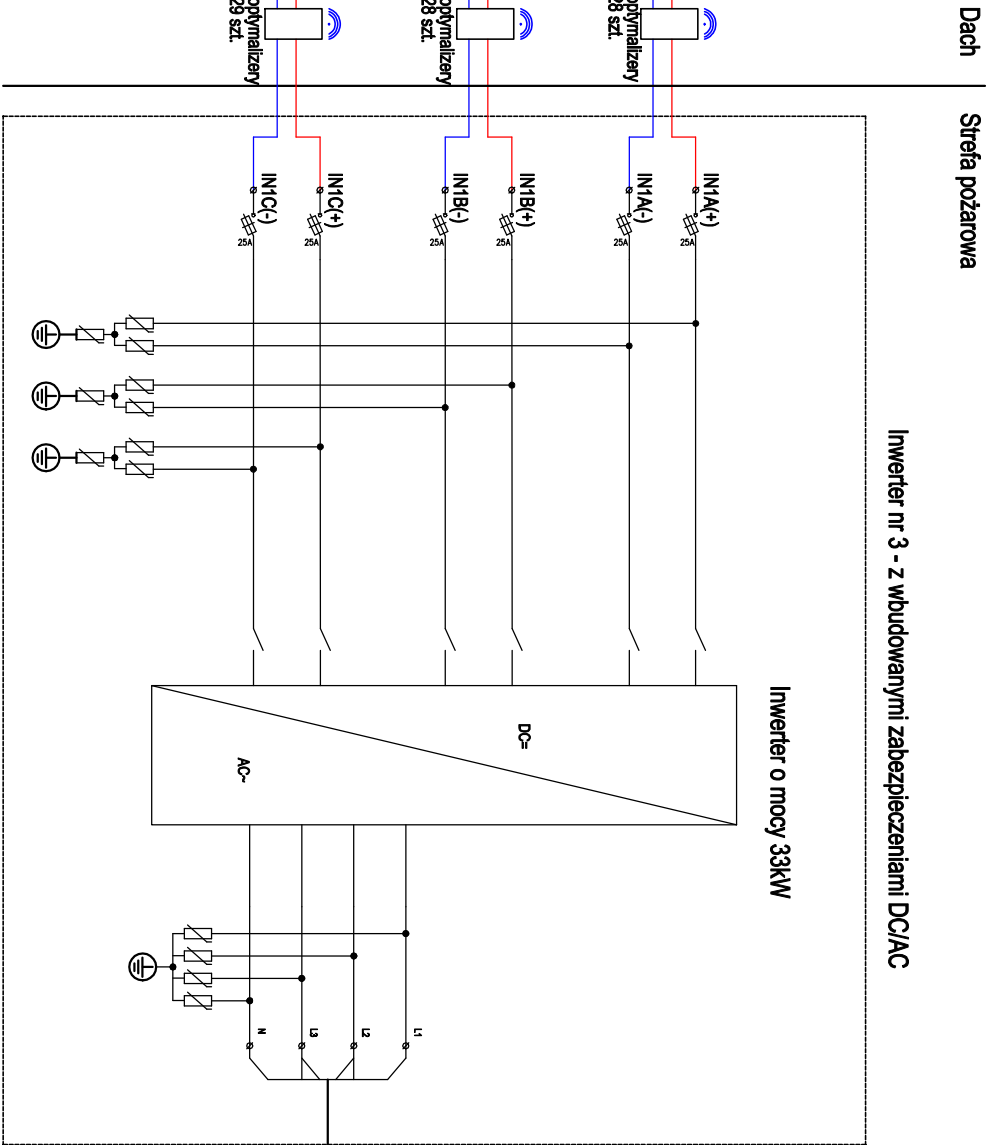 Dach
Strefa pożarowa
Inwerter nr 3 - z wbudowanymi zabezpieczeniami DC/AC
Inwerter o mocy 33kW
optymalizery
28 szt.
optymalizery
28 szt.
optymalizery
29 szt.
IN1A(+)
IN1A(-)
IN1B(+)
IN1B(-)
IN1C(+)
IN1C(-)
25A
25A
25A
25A
25A
25A
DC=
AC~
L1
L2
L3
N